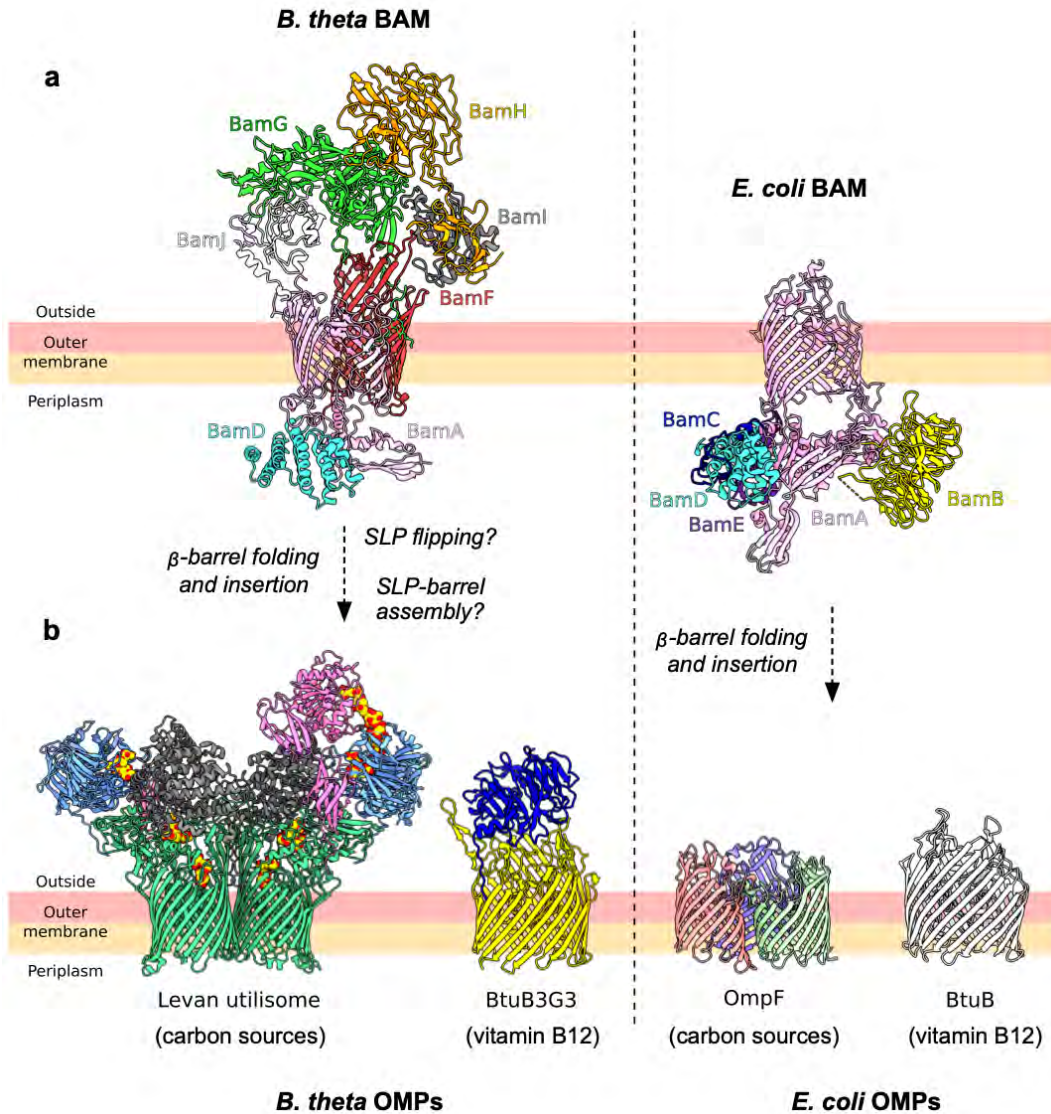 B. theta BAM
a
BamH
BamG
BamI
BamJ
BamF
Outside
Outer
membrane
Periplasm
BamD
BamA
β-barrel folding
and insertion
SLP flipping?
SLP-barrel
assembly?
E. coli BAM
BamC
BamD
BamE
BamA
BamB
β-barrel folding
and insertion
b
Outside
Outer
membrane
Periplasm
Levan utilisome
(carbon sources)
BtuB3G3
(vitamin B12)
OmpF
(carbon sources)
BtuB
(vitamin B12)
B. theta OMPs
E. coli OMPs